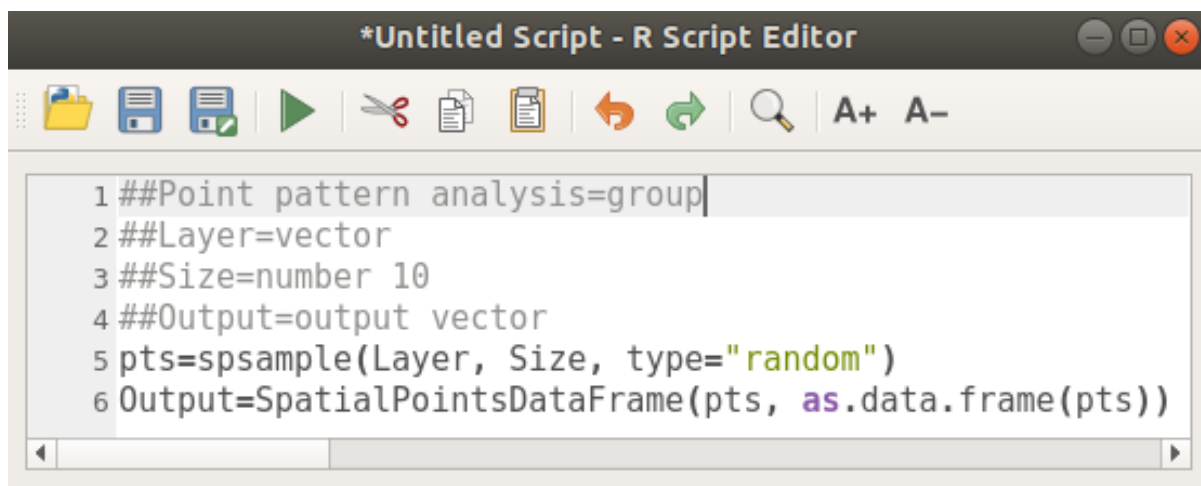 *Untitled Script - R Script Editor
A+ A-
1 ##Point pattern analysis=group
2 ##Layer=vector
3 ##Size=number 10
4 ##Output=output vector
5 pts=spsample(Layer, Size, type="random")
6 Output=SpatialPointsDataFrame(pts, as.data.frame(pts))